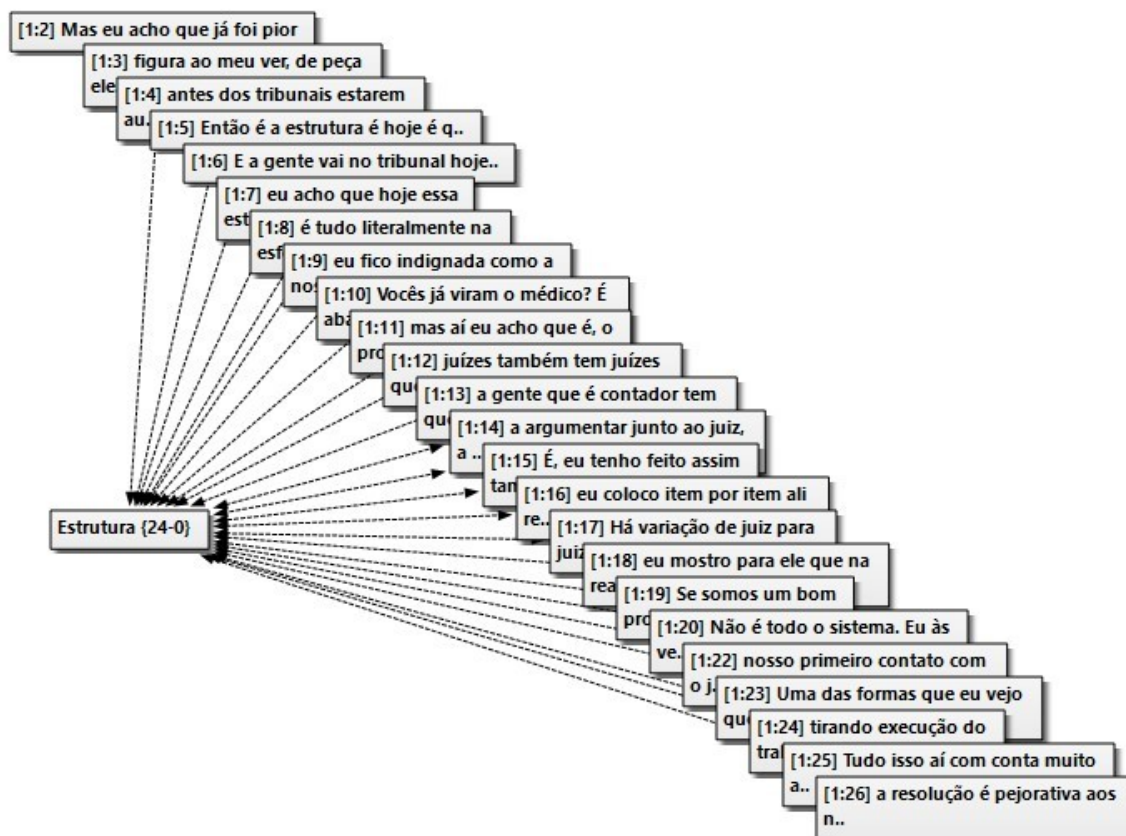 [1:2] Mas eu acho que já foi pior
[1:3] figura ao meu ver, de peça
ele
[1:4] antes dos tribunais estarem
au.
[1:5] Então é a estrutura é hoje é q..
[1:6] E a gente vai no tribunal hoje..
[1:7] eu acho que hoje essa
est
[1:8] é tudo literalmente na
esf
[1:9] eu fico indignada como a
nos
[1:10] Vocês já viram o médico? É
aba
[1:11] mas aí eu acho que é, o
pro
[1:12] juízes também tem juízes
que
[1:13] a gente que é contador tem
que
[1:14] a argumentar junto ao juiz,
a ..
[1:15] É, eu tenho feito assim
tam
[1:16] eu coloco item por item ali
re..
[1:17] Há variação de juiz para
juiz
[1:18] eu mostro para ele que na
rea
[1:19] Se somos um bom
pro
[1:20] Não é todo o sistema. Eu às
ve..
[1:22] nosso primeiro contato com
o j.
[1:23] Uma das formas que eu vejo
que
[1:24] tirando execução do
tra
[1:25] Tudo isso aí com conta muito
a..
[1:26] a resolução é pejorativa aos
n..
Estrutura {24-0}